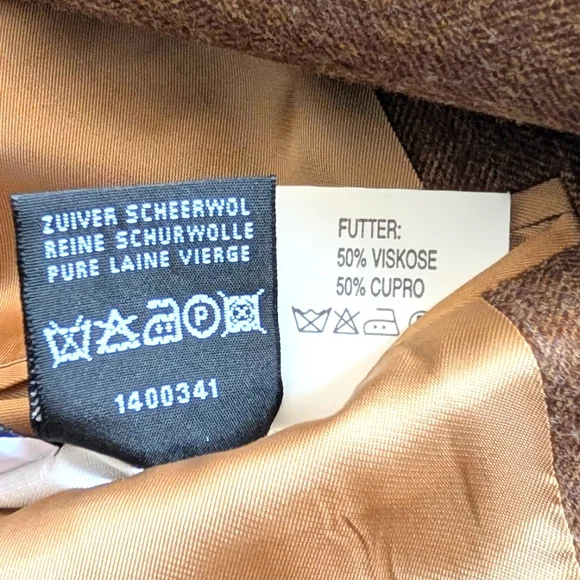 ZUIVER SCHEERWOL
REINE SCHURWOLLE
PURE LAINE VIERGE
P
1400341
FUTTER:
50% VISKOSE
50% CUPRO